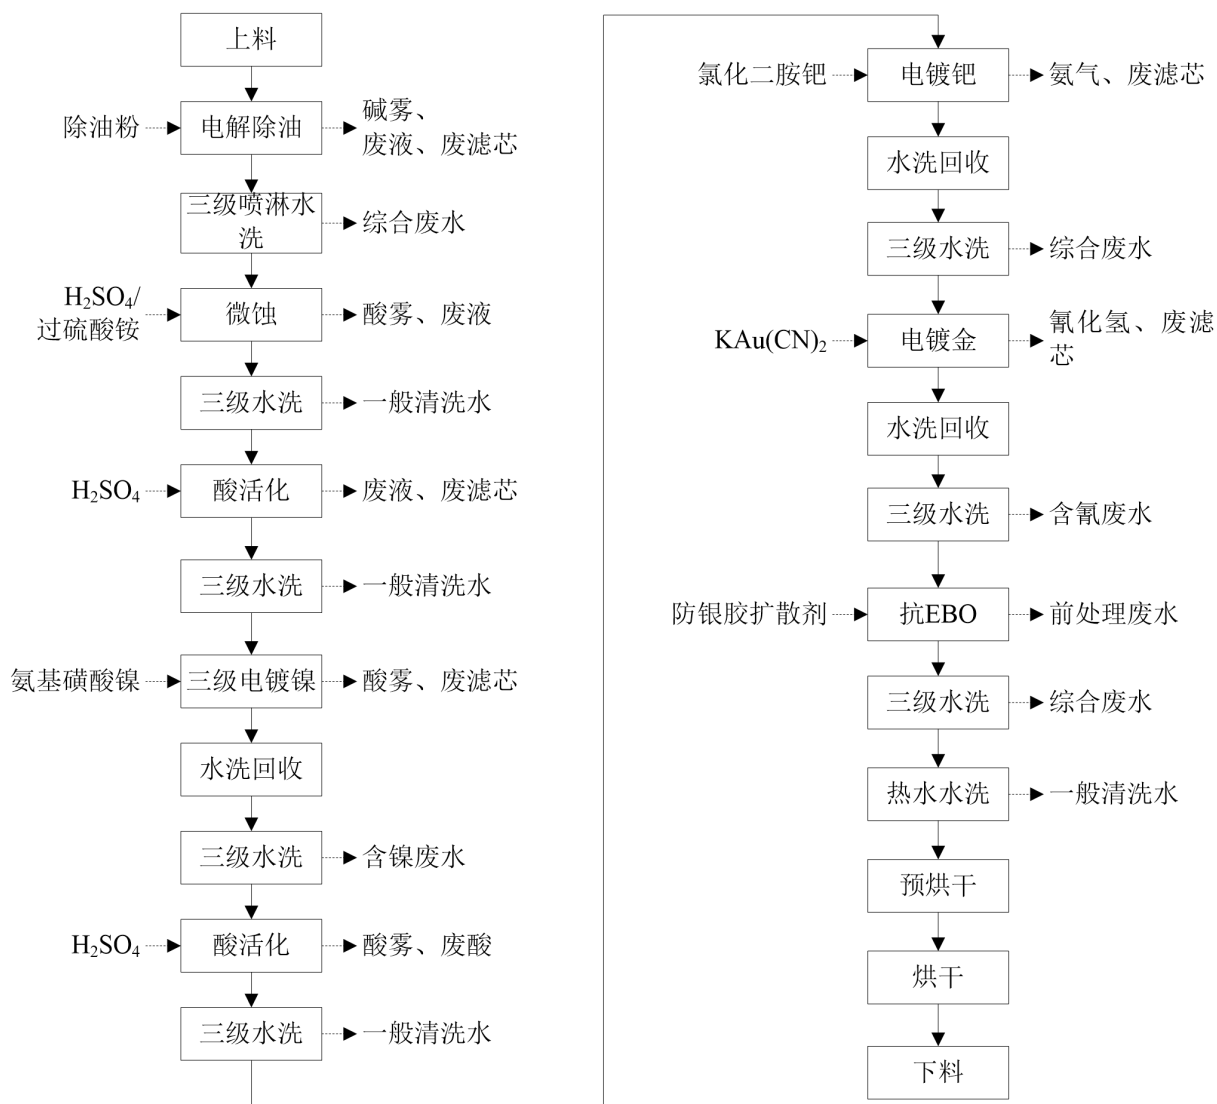 上料
除油粉
电解除油
碱雾、
废液、废滤芯
三级喷淋水
洗
综合废水
H₂SO₄/
过硫酸铵
微蚀
酸雾、废液
三级水洗
一般清洗水
H₂SO₄
酸活化
废液、废滤芯
三级水洗
一般清洗水
氨基磺酸镍
三级电镀镍
酸雾、废滤芯
水洗回收
三级水洗
含镍废水
H₂SO₄
酸活化
酸雾、废酸
三级水洗
一般清洗水
氯化二胺钯
电镀钯
氨气、废滤芯
水洗回收
三级水洗
综合废水
KAu(CN)₂
电镀金
氰化氢、废滤
芯
水洗回收
三级水洗
含氰废水
防银胶扩散剂
抗EBO
前处理废水
三级水洗
综合废水
热水水洗
一般清洗水
预烘干
烘干
下料